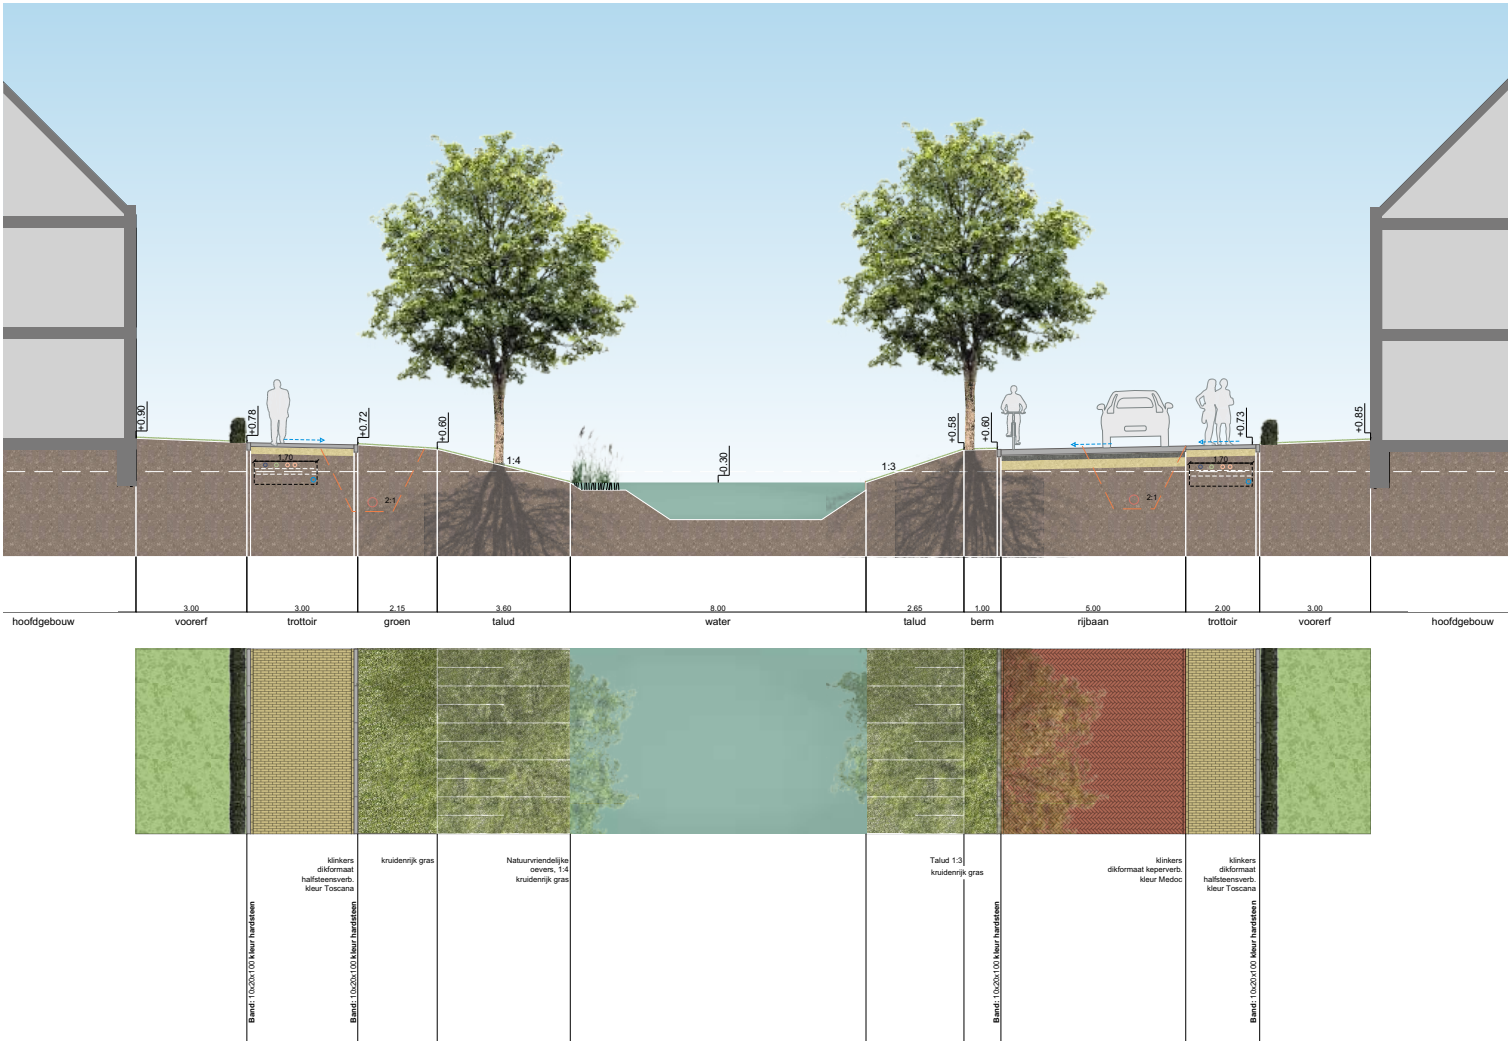 +0.90
+0.78
+0.72
+0.60
1:4
-0.30
1:3
+0.58
+0.60
+0.73
+0.85
1.70
2:1
1.70
2:1
3.00
3.00
2.15
3.60
8.00
2.65
1.00
5.00
2.00
3.00
hoofdgebouw
voorerf
trottoir
groen
talud
water
talud
berm
rijbaan
trottoir
voorerf
hoofdgebouw
klinkers
dikformaat
halfsteensverb.
kleur Toscana
kruidenrijk gras
Natuurvriendelijke
oevers, 1:4
kruidenrijk gras
Talud 1:3
kruidenrijk gras
klinkers
dikformaat keperverb.
kleur Medoc
klinkers
dikformaat
halfsteensverb.
kleur Toscana
Band: 10x20x100 kleur hardsteen
Band: 10x20x100 kleur hardsteen
Band: 10x20x100 kleur hardsteen
Band: 10x20x100 kleur hardsteen